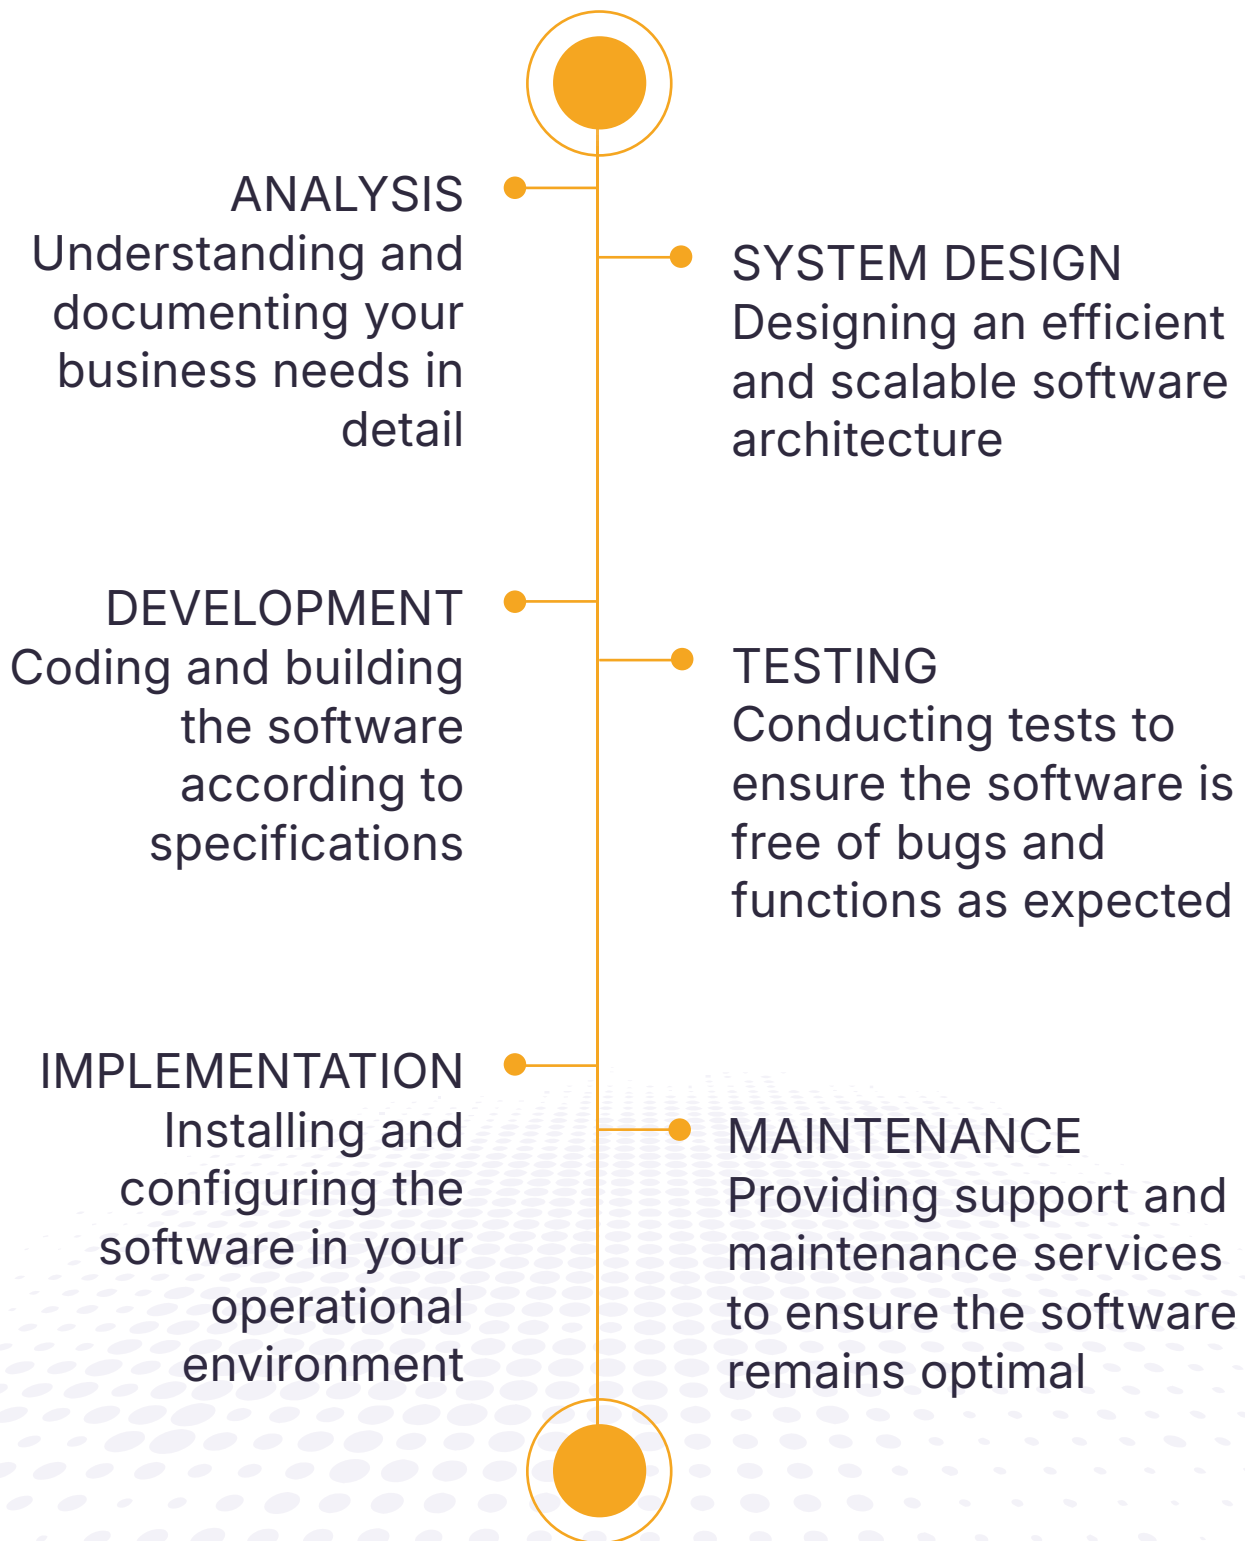 ANALYSIS
Understanding and
documenting your
business needs in
detail
SYSTEM DESIGN
Designing an efficient
and scalable software
architecture
DEVELOPMENT
Coding and building
the software
according to
specifications
TESTING
Conducting tests to
ensure the software is
free of bugs and
functions as expected
IMPLEMENTATION
Installing and
configuring the
software in your
operational
environment
MAINTENANCE
Providing support and
maintenance services
to ensure the software
remains optimal